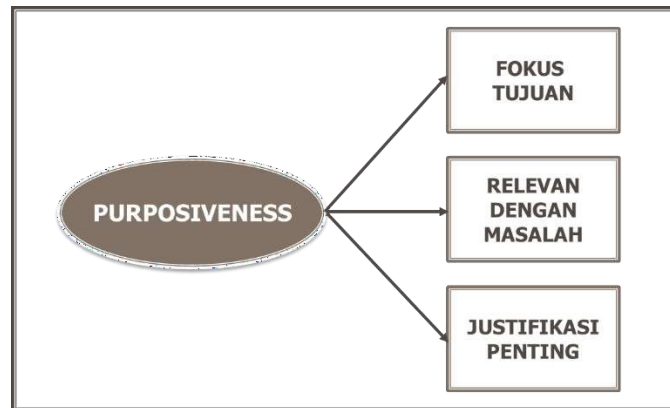 FOKUS
TUJUAN
PURPOSIVENESS
RELEVAN
DENGAN
MASALAH
JUSTIFIKASI
PENTING